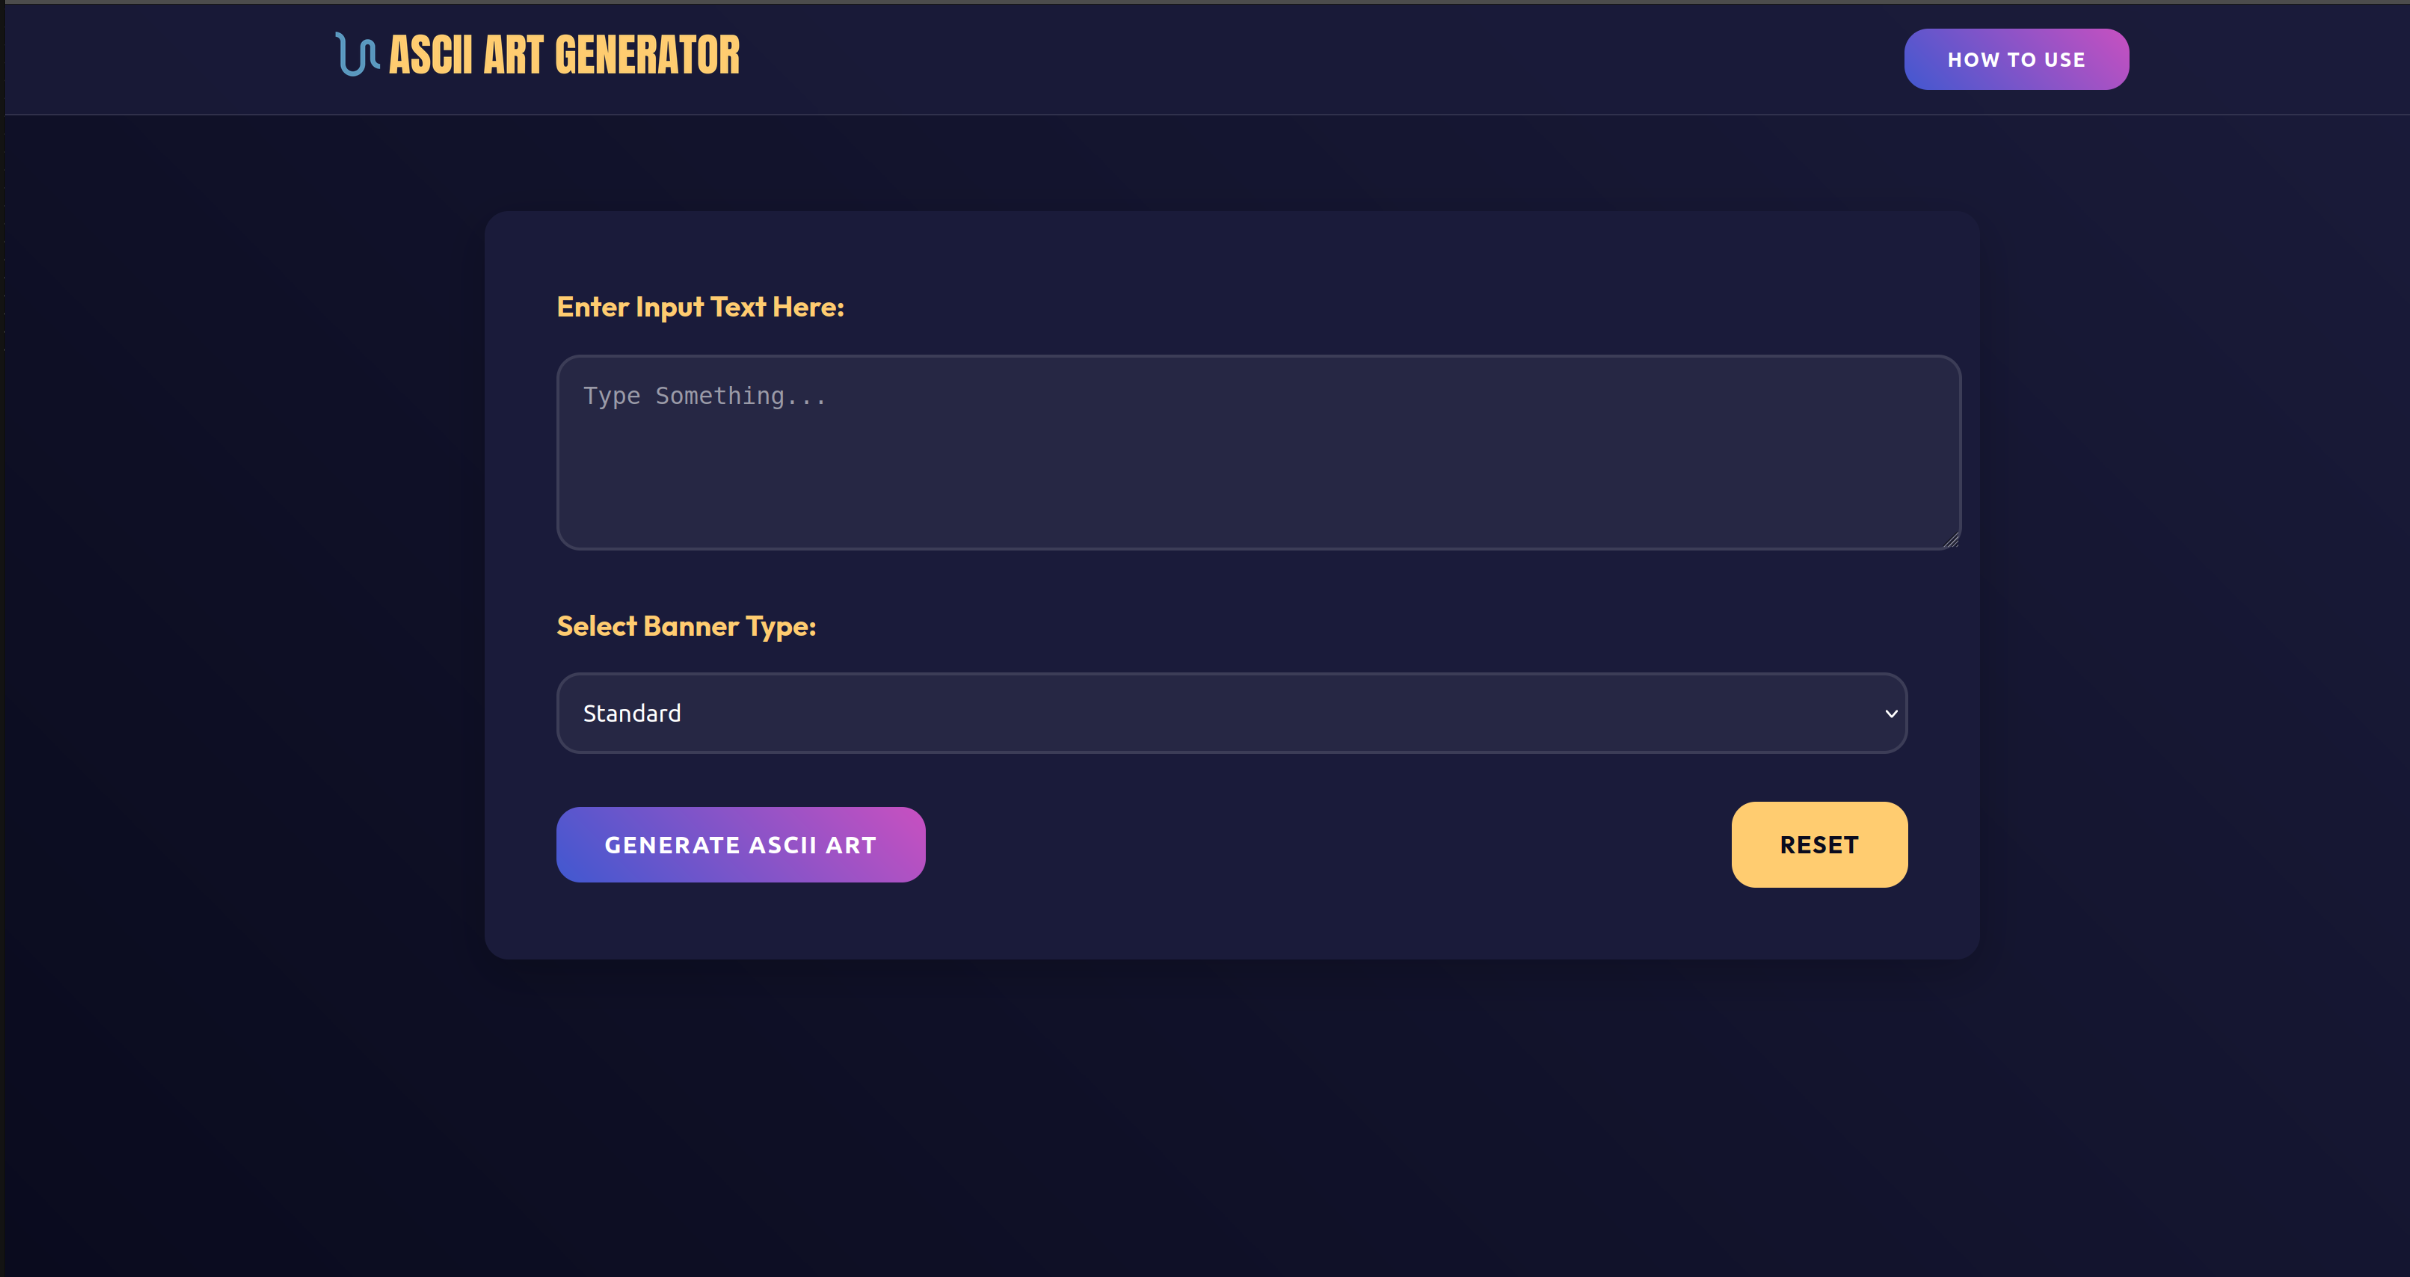 ASCII ART GENERATOR
HOW TO USE
Enter Input Text Here:
Type Something...
Select Banner Type:
Standard
GENERATE ASCII ART
RESET